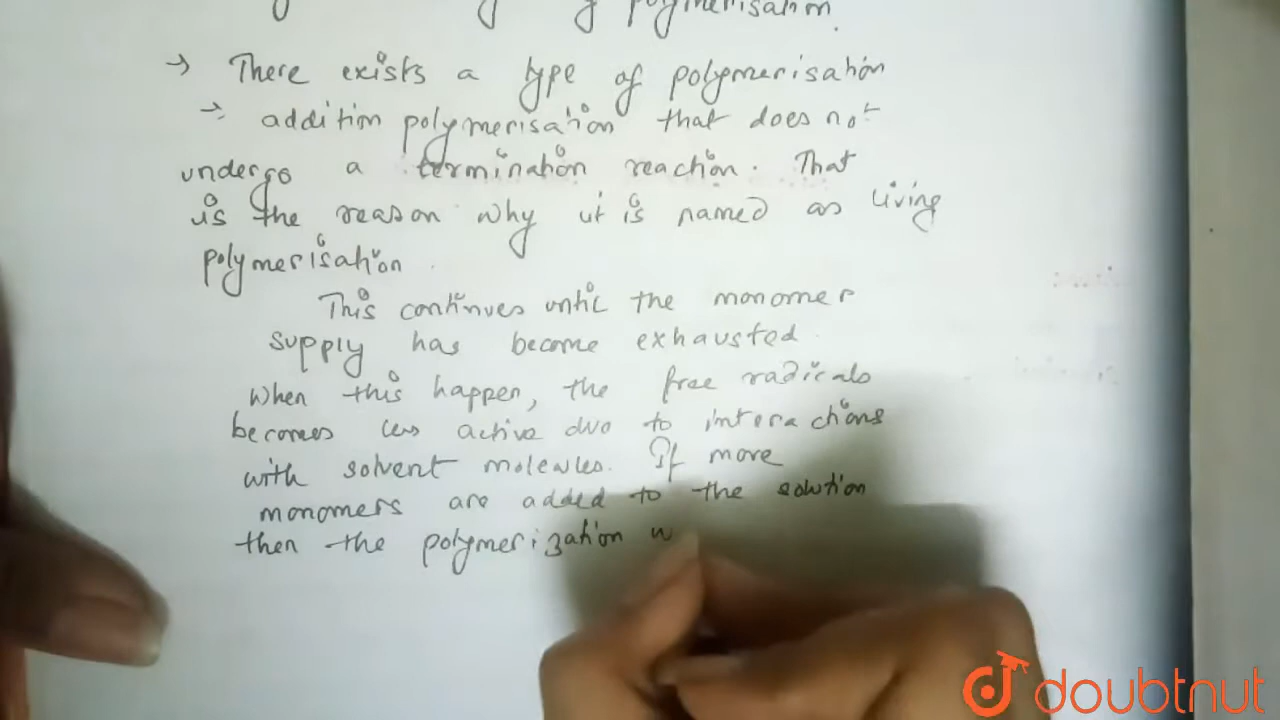 polymerisation.
→ There exists a type of polymerisation
→ addition polymerisation that does not
undergo a termination reaction. That
is the reason why it is named as living
polymerisation.
This continues until the monomer
supply has become exhausted.
When this happen, the free radicals
becomes less active due to interactions
with solvent molecules. If more
monomers are added to the solution
then the polymerization w
doubtnut